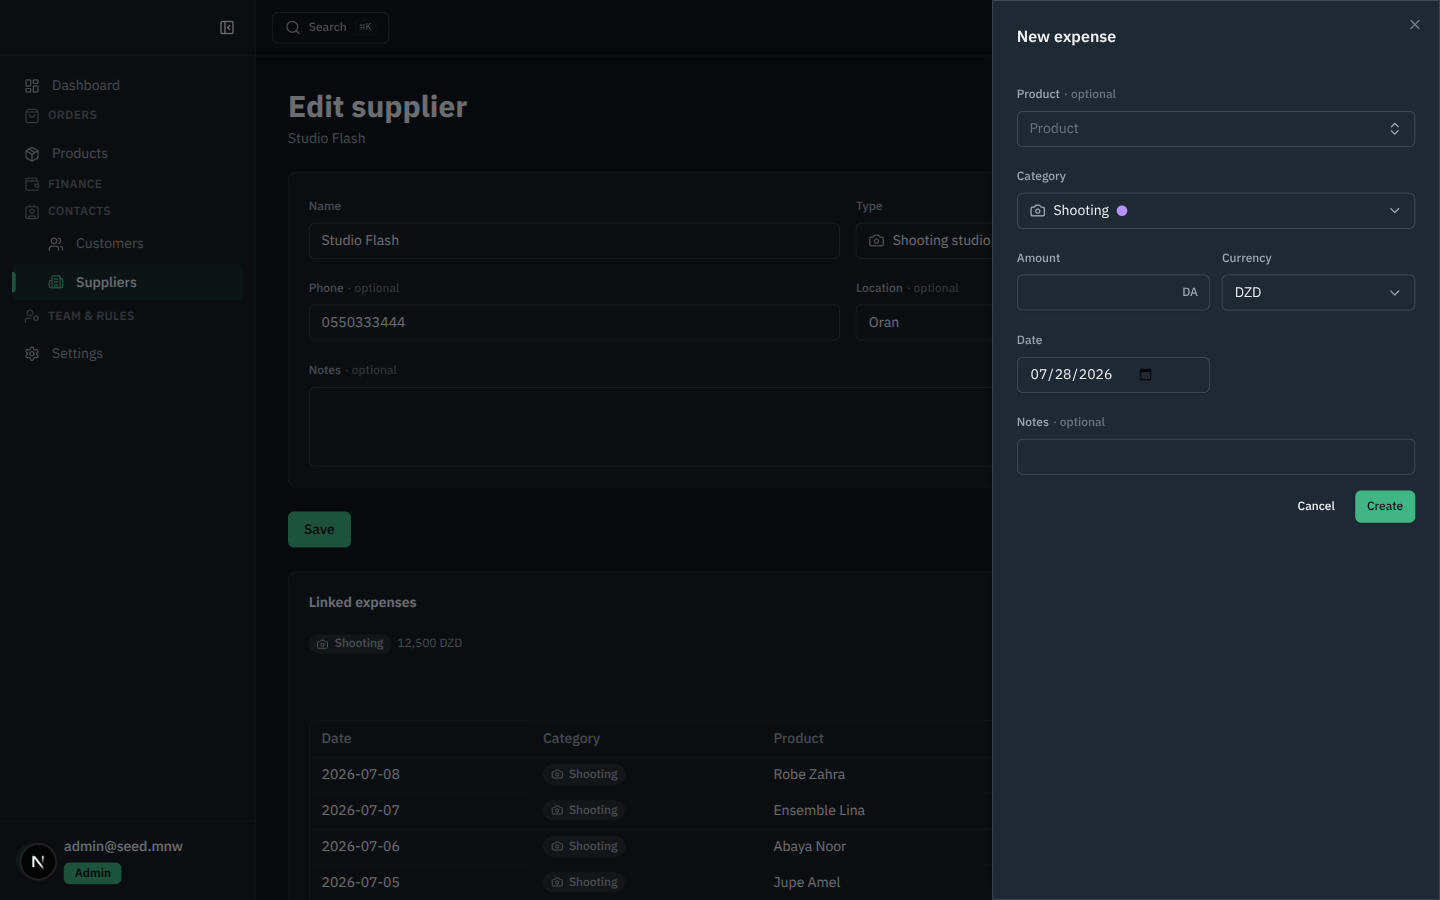 Search ⌘K
Dashboard
ORDERS
Products
FINANCE
CONTACTS
Customers
Suppliers
TEAM & RULES
Settings
N
admin@seed.mnw
Admin
Edit supplier
Studio Flash
Name
Studio Flash
Type
Shooting studio
Phone · optional
0550333444
Location · optional
Oran
Notes · optional
Save
Linked expenses
Shooting 12,500 DZD
Date Category Product
2026-07-08 Shooting Robe Zahra
2026-07-07 Shooting Ensemble Lina
2026-07-06 Shooting Abaya Noor
2026-07-05 Shooting Jupe Amel
New expense
Product · optional
Product
Category
Shooting
Amount
DA
Currency
DZD
Date
07/28/2026
Notes · optional
Cancel Create